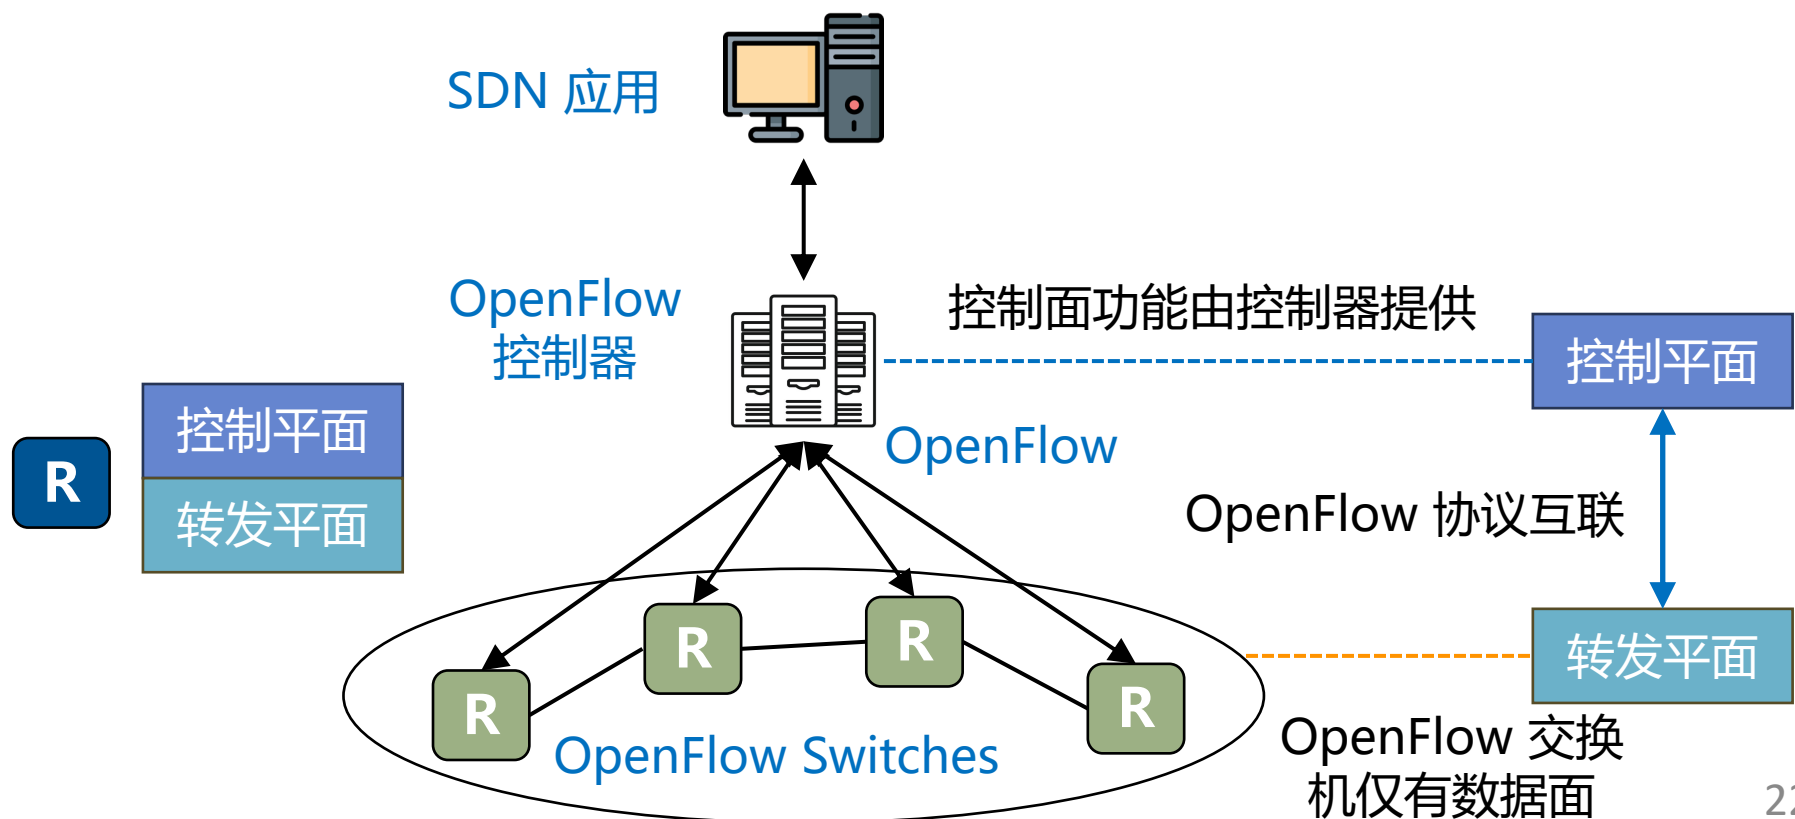 SDN 应用
OpenFlow
控制器
控制面功能由控制器提供
控制平面
控制平面
转发平面
R
OpenFlow
OpenFlow 协议互联
R
R
R
R
转发平面
OpenFlow Switches
OpenFlow 交换
机仅有数据面
22